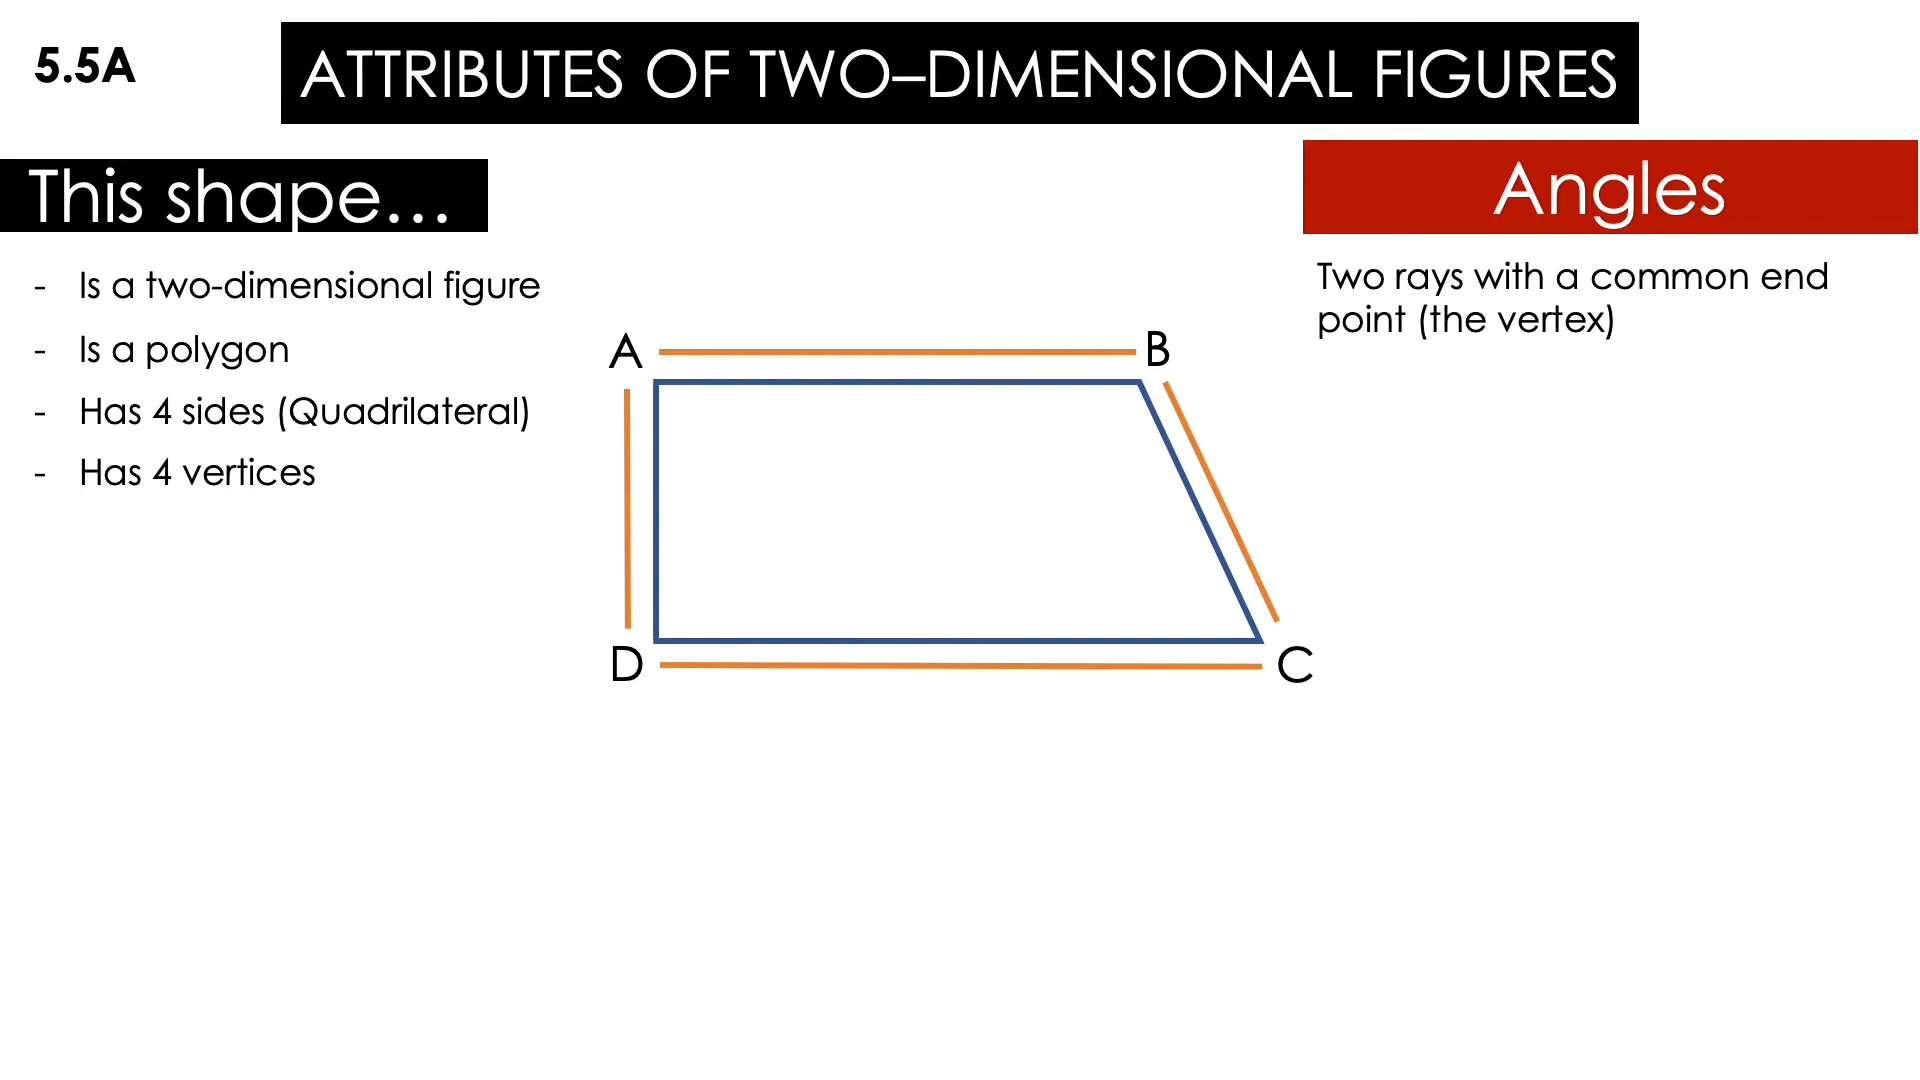 5.5A
ATTRIBUTES OF TWO–DIMENSIONAL FIGURES
This shape...
- Is a two-dimensional figure
- Is a polygon
- Has 4 sides (Quadrilateral)
- Has 4 vertices
A
B
D
C
Angles
Two rays with a common end
point (the vertex)